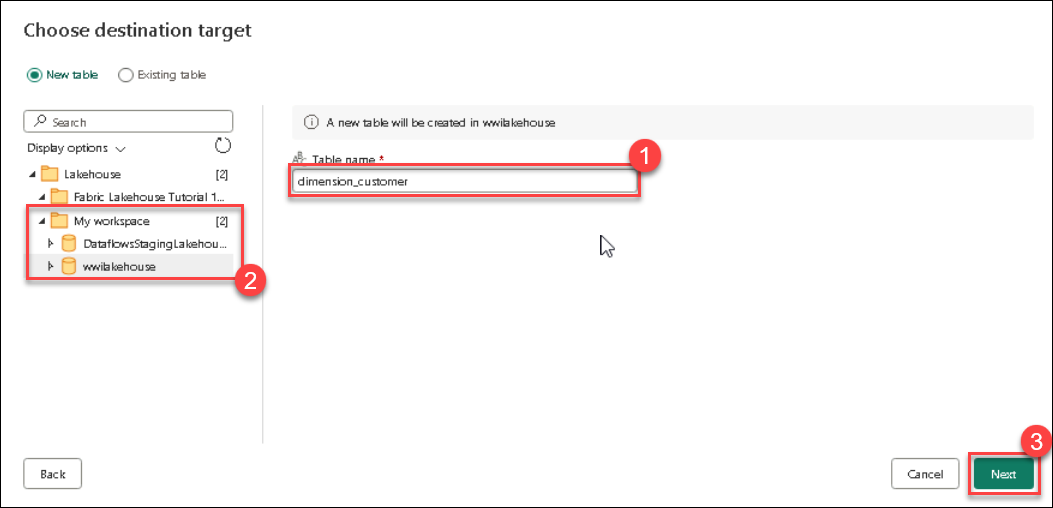 Choose destination target
New table
Existing table
Search
Display options
Lakehouse [2]
Fabric Lakehouse Tutorial 1...
My workspace [2]
DataflowsStagingLakehou...
wwilakehouse
2
A new table will be created in wwilakehouse
Table name *
1
dimension_customer
3
Back
Cancel
Next